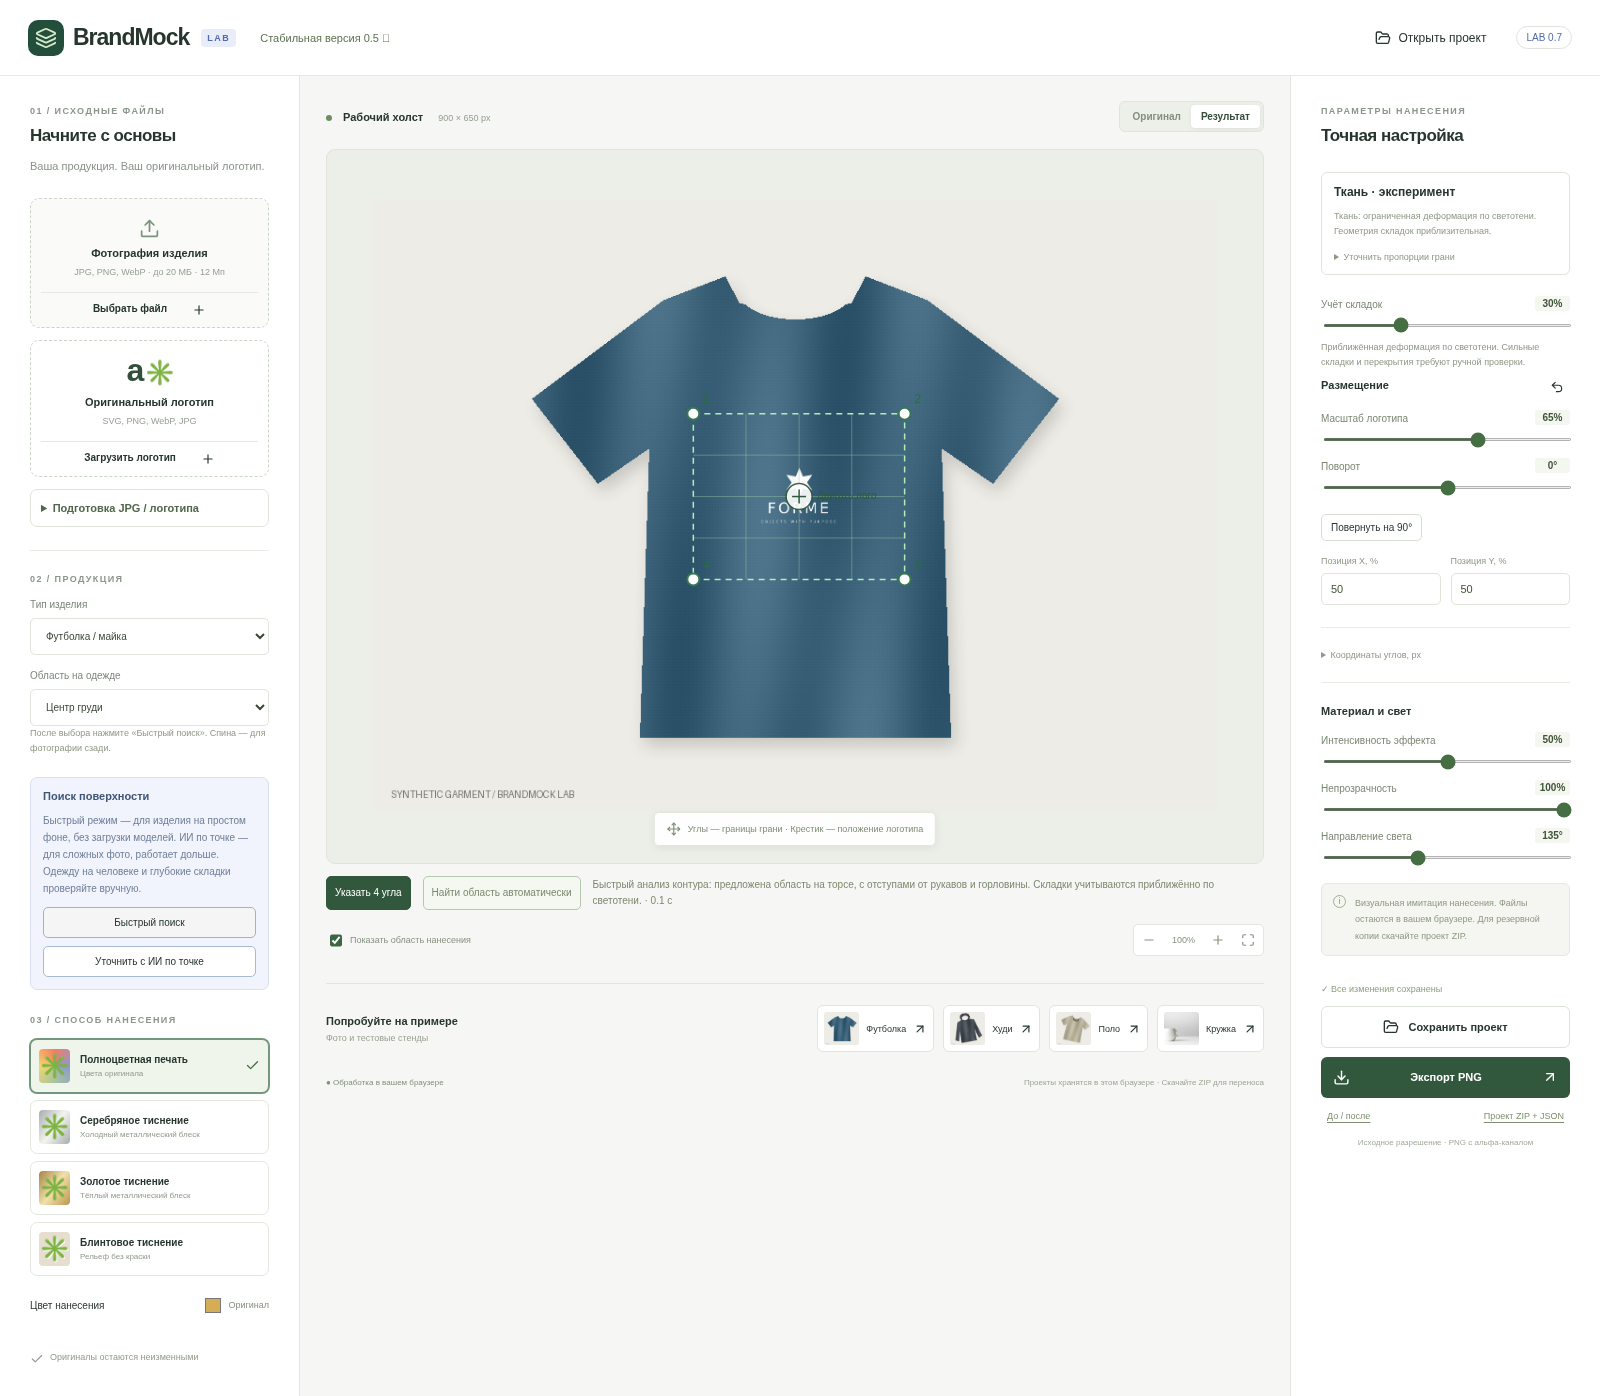 BrandMock
LAB
Стабильная версия 0.5
Открыть проект
LAB 0.7
01 / ИСХОДНЫЕ ФАЙЛЫ
Начните с основы
Ваша продукция. Ваш оригинальный логотип.
Фотография изделия
JPG, PNG, WebP · до 20 МБ · 12 Мп
Выбрать файл
a
Оригинальный логотип
SVG, PNG, WebP, JPG
Загрузить логотип
Подготовка JPG / логотипа
02 / ПРОДУКЦИЯ
Тип изделия
Футболка / майка
Область на одежде
Центр груди
После выбора нажмите «Быстрый поиск». Спина — для
фотографии сзади.
Поиск поверхности
Быстрый режим — для изделия на простом
фоне, без загрузки моделей. ИИ по точке —
для сложных фото, работает дольше.
Одежду на человеке и глубокие складки
проверяйте вручную.
Быстрый поиск
Уточнить с ИИ по точке
03 / СПОСОБ НАНЕСЕНИЯ
Полноцветная печать
Цвета оригинала
Серебряное тиснение
Холодный металлический блеск
Золотое тиснение
Тёплый металлический блеск
Блинтовое тиснение
Рельеф без краски
Цвет нанесения
Оригинал
Оригиналы остаются неизменными
Рабочий холст
900 × 650 px
Оригинал
Результат
2
FORME
OBJECTS WITH PURPOSE
SYNTHETIC GARMENT / BRANDMOCK LAB
Углы — границы грани · Крестик — положение логотипа
Указать 4 угла
Найти область автоматически
Быстрый анализ контура: предложена область на торсе, с отступами от рукавов и горловины. Складки учитываются приближённо по
светотени. · 0.1 с
Показать область нанесения
100%
Попробуйте на примере
Фото и тестовые стенды
Футболка
Худи
Поло
Кружка
● Обработка в вашем браузере
Проекты хранятся в этом браузере · Скачайте ZIP для переноса
ПАРАМЕТРЫ НАНЕСЕНИЯ
Точная настройка
Ткань · эксперимент
Ткань: ограниченная деформация по светотени.
Геометрия складок приблизительная.
Уточнить пропорции грани
Учёт складок
30%
Приближённая деформация по светотени. Сильные
складки и перекрытия требуют ручной проверки.
Размещение
Масштаб логотипа
65%
Поворот
0°
Повернуть на 90°
Позиция X, %
Позиция Y, %
50
50
Координаты углов, px
Материал и свет
Интенсивность эффекта
50%
Непрозрачность
100%
Направление света
135°
Визуальная имитация нанесения. Файлы
остаются в вашем браузере. Для резервной
копии скачайте проект ZIP.
✓ Все изменения сохранены
Сохранить проект
Экспорт PNG
До / после
Проект ZIP + JSON
Исходное разрешение · PNG с альфа-каналом